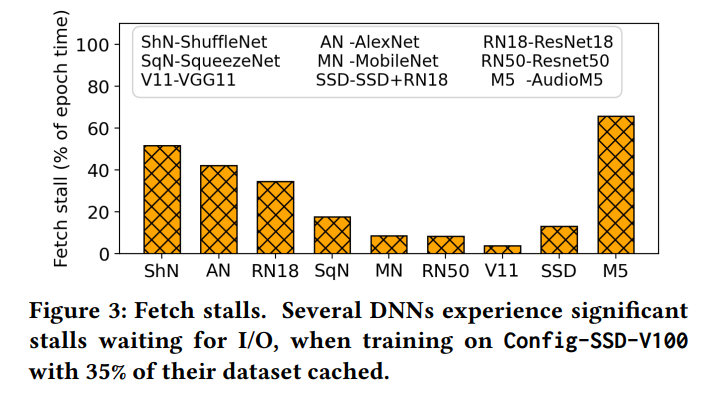 Fetch stall (% of epoch time)
100
80
60
40
20
0
ShN-ShuffleNet AN -AlexNet RN18-ResNet18
SqN-SqueezeNet MN -MobileNet RN50-Resnet50
V11-VGG11 SSD-SSD+RN18 M5 -AudioM5
ShN AN RN18 SqN MN RN50 V11 SSD M5
Figure 3: Fetch stalls. Several DNNs experience significant
stalls waiting for I/O, when training on Config-SSD-V100
with 35% of their dataset cached.